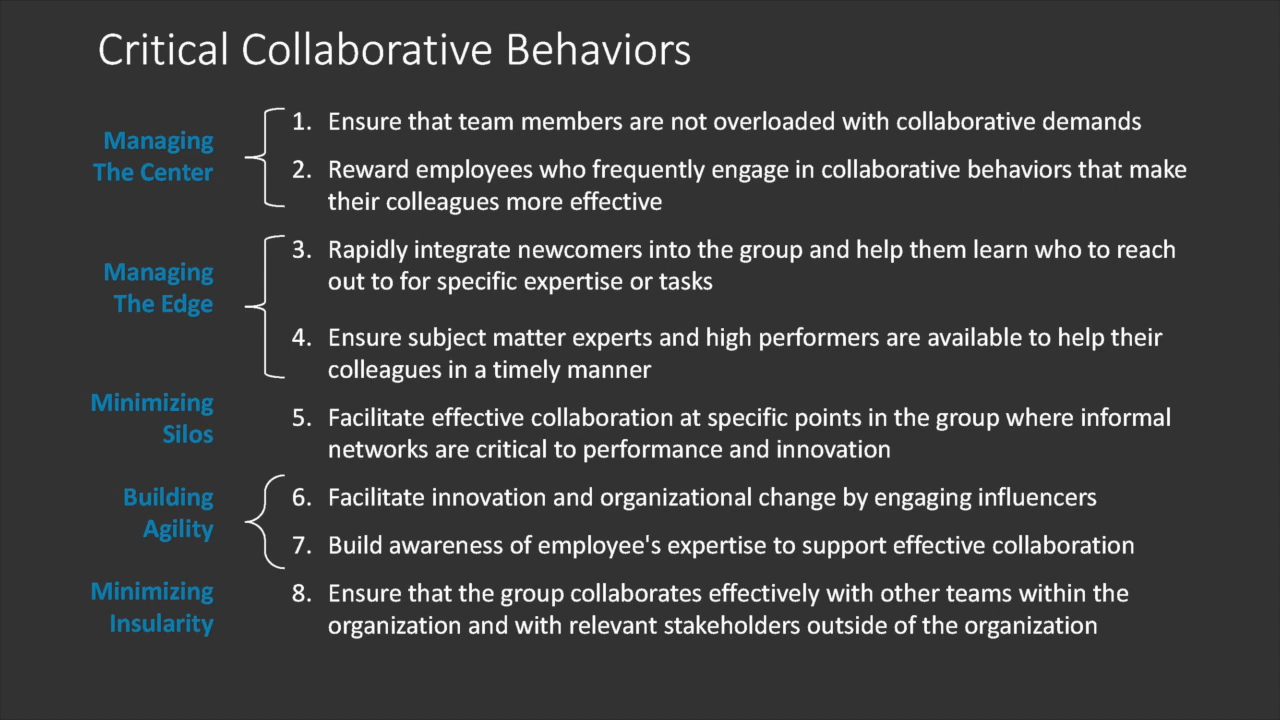 Critical Collaborative Behaviors
Managing
The Center
1. Ensure that team members are not overloaded with collaborative demands
2. Reward employees who frequently engage in collaborative behaviors that make
their colleagues more effective
Managing
The Edge
3. Rapidly integrate newcomers into the group and help them learn who to reach
out to for specific expertise or tasks
4. Ensure subject matter experts and high performers are available to help their
colleagues in a timely manner
Minimizing
Silos
5. Facilitate effective collaboration at specific points in the group where informal
networks are critical to performance and innovation
Building
Agility
6. Facilitate innovation and organizational change by engaging influencers
7. Build awareness of employee's expertise to support effective collaboration
Minimizing
Insularity
8. Ensure that the group collaborates effectively with other teams within the
organization and with relevant stakeholders outside of the organization